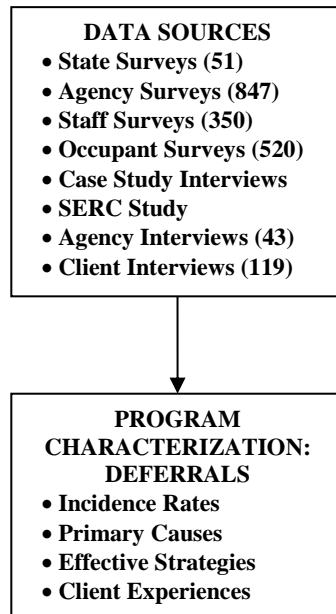 DATA SOURCES
• State Surveys (51)
• Agency Surveys (847)
• Staff Surveys (350)
• Occupant Surveys (520)
• Case Study Interviews
• SERC Study
• Agency Interviews (43)
• Client Interviews (119)
PROGRAM
CHARACTERIZATION:
DEFERRALS
• Incidence Rates
• Primary Causes
• Effective Strategies
• Client Experiences